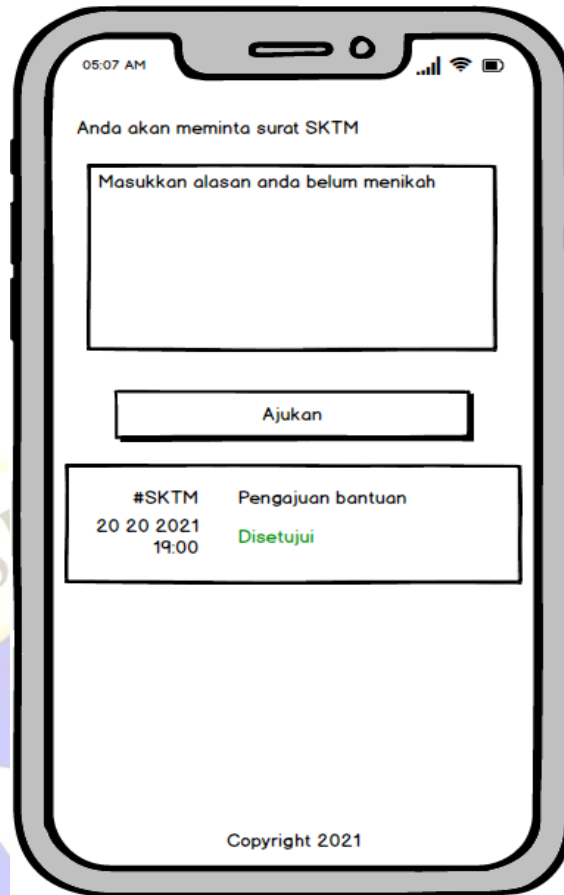 05:07 AM
Anda akan meminta surat SKTM
Masukkan alasan anda belum menikah
Ajukan
#SKTM Pengajuan bantuan
20 20 2021
19:00
Disetujui
Copyright 2021